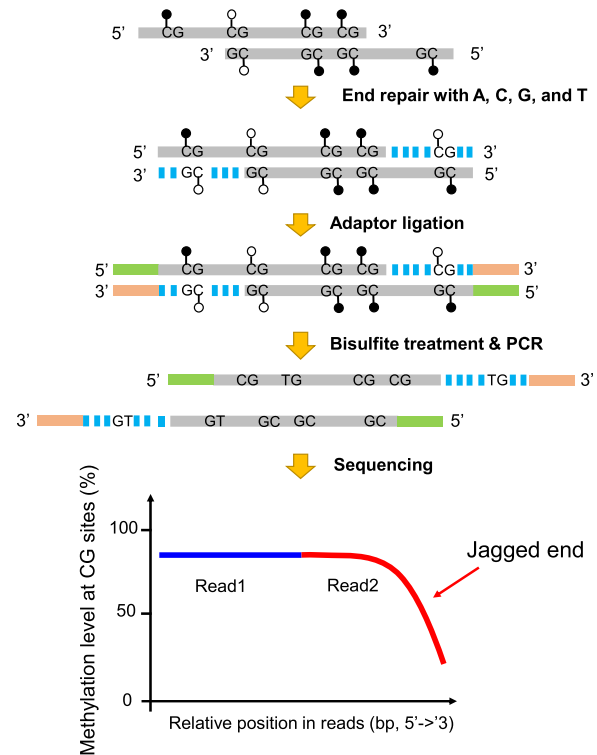 5' CG CG CG CG 3'
3' GC GC GC GC 5'
End repair with A, C, G, and T
5' CG CG CG CG CG 3'
3' GC GC GC GC GC 5'
Adaptor ligation
5' CG CG CG CG CG 3'
3' GC GC GC GC GC 5'
Bisulfite treatment & PCR
5' CG TG CG CG TG 3'
3' GT GT GC GC GC 5'
Sequencing
Methylation level at CG sites (%)
100
50
0
Read1
Read2
Jagged end
Relative position in reads (bp, 5'->'3)